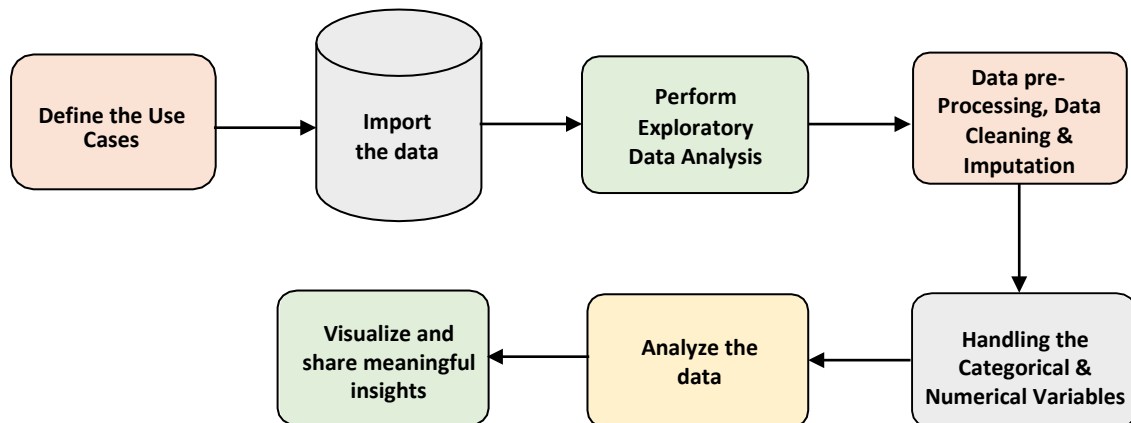 Define the Use
Cases
Import
the data
Perform
Exploratory
Data Analysis
Data pre-
Processing, Data
Cleaning &
Imputation
Handling the
Categorical &
Numerical Variables
Analyze the
data
Visualize and
share meaningful
insights